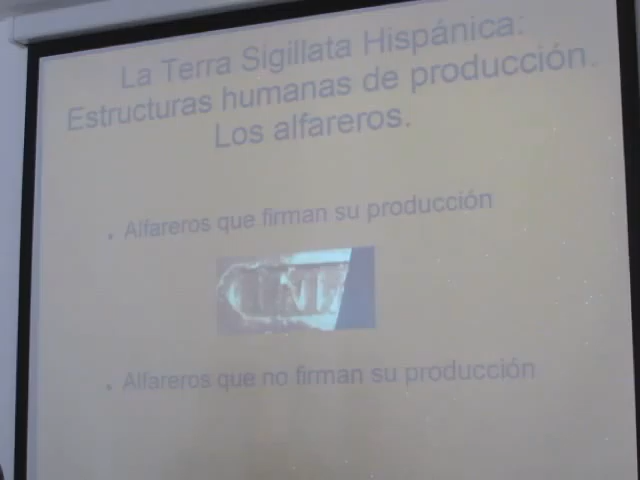 La Terra Sigillata Hispánica:
Estructuras humanas de producción.
Los alfareros.
• Alfareros que firman su producción
• Alfareros que no firman su producción